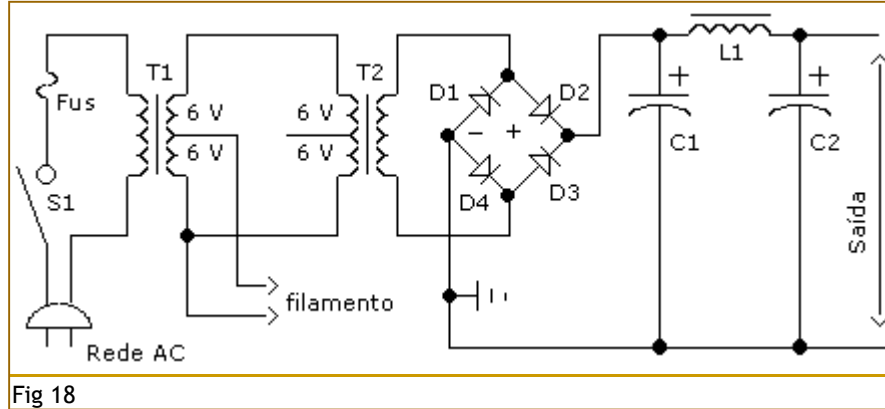 Fus
S1
Rede AC
T1
6 V
6 V
filamento
T2
6 V
6 V
D1
D2
- +
D4
D3
L1
+
C1
+
C2
Saída
Fig 18